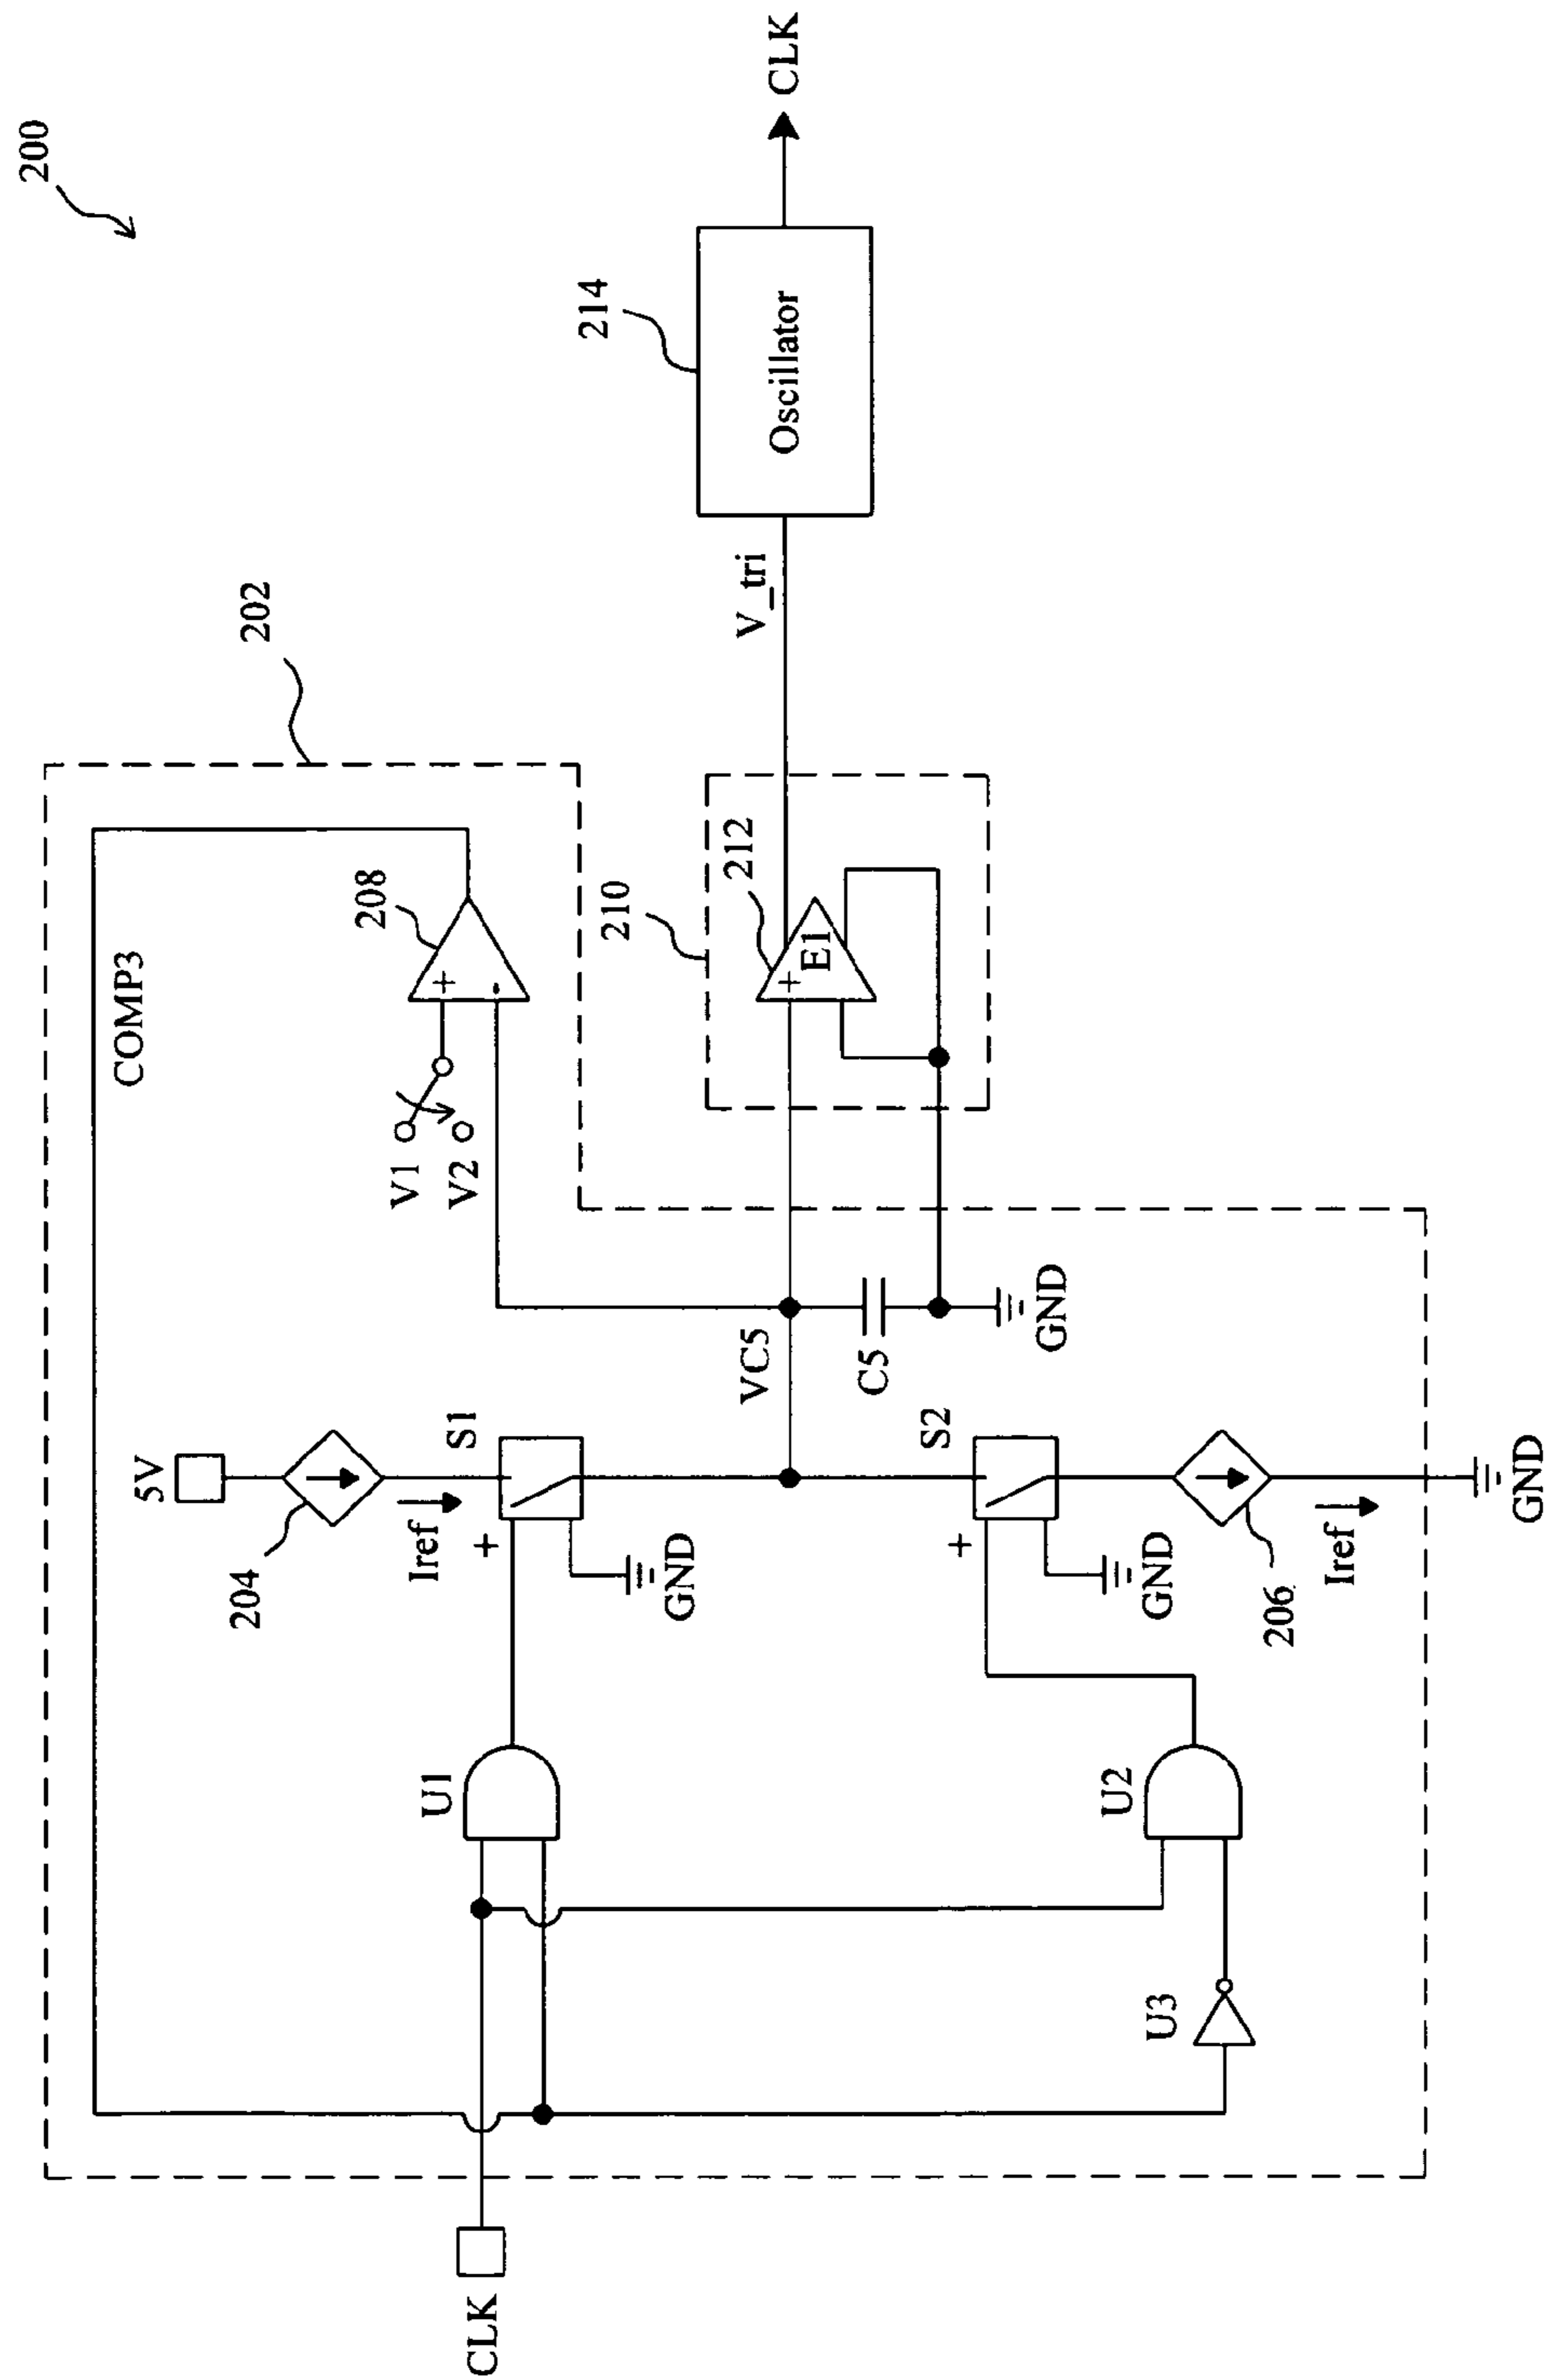 200
202
COMP3
208
+
-
V1
V2
5V
204
Iref
S1
+
GND
U1
CLK
VC5
C5
GND
210
212
+
E1
V_tri
214
Oscillator
CLK
S2
+
GND
U2
U3
206
Iref
GND